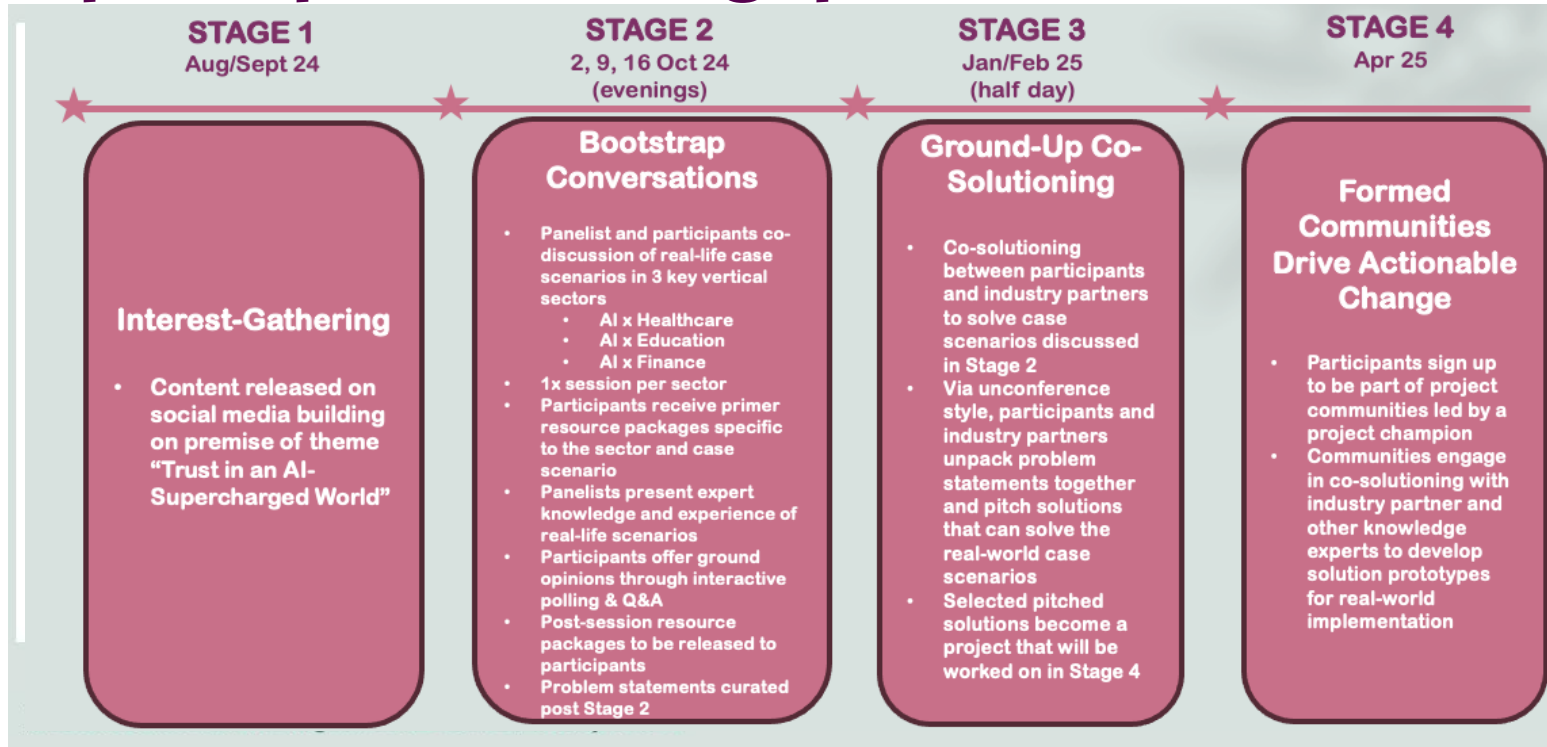 STAGE 1
Aug/Sept 24
STAGE 2
2, 9, 16 Oct 24
(evenings)
STAGE 3
Jan/Feb 25
(half day)
STAGE 4
Apr 25
Interest-Gathering
• Content released on
social media building
on premise of theme
“Trust in an AI-
Supercharged World”
Bootstrap
Conversations
• Panelist and participants co-
discussion of real-life case
scenarios in 3 key vertical
sectors
• AI x Healthcare
• AI x Education
• AI x Finance
• 1x session per sector
• Participants receive primer
resource packages specific
to the sector and case
scenario
• Panelists present expert
knowledge and experience of
real-life scenarios
• Participants offer ground
opinions through interactive
polling & Q&A
• Post-session resource
packages to be released to
participants
• Problem statements curated
post Stage 2
Ground-Up Co-
Solutioning
• Co-solutioning
between participants
and industry partners
to solve case
scenarios discussed
in Stage 2
• Via unconference
style, participants and
industry partners
unpack problem
statements together
and pitch solutions
that can solve the
real-world case
scenarios
• Selected pitched
solutions become a
project that will be
worked on in Stage 4
Formed
Communities
Drive Actionable
Change
• Participants sign up
to be part of project
communities led by a
project champion
• Communities engage
in co-solutioning with
industry partner and
other knowledge
experts to develop
solution prototypes
for real-world
implementation